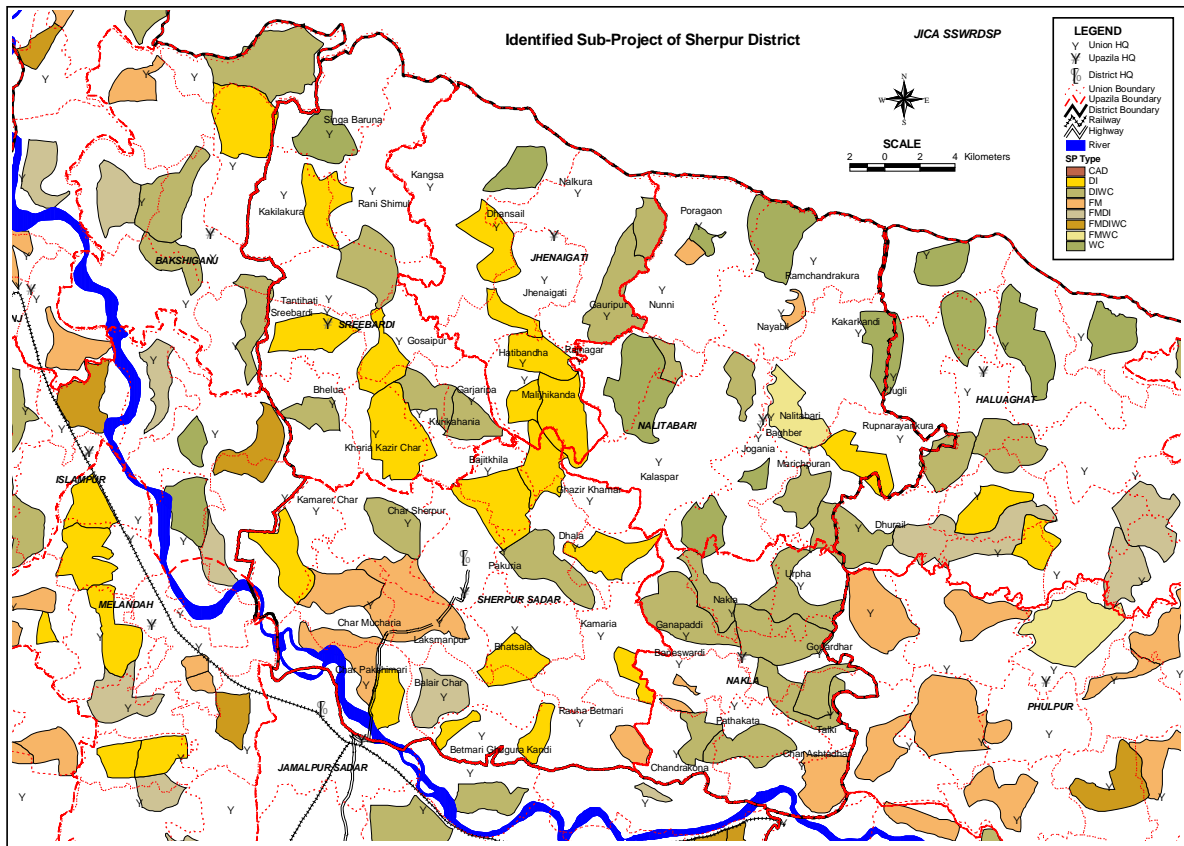 Identified Sub-Project of Sherpur District
JICA SSWRDSP
LEGEND
Union HQ
Upazila HQ
District HQ
Union Boundary
Upazila Boundary
District Boundary
Railway
Highway
River
SP Type
CAD
DI
DIWC
FM
FMDI
FMDIWC
FMWC
WC
N
W E
S
SCALE
2 0 2 4 Kilometers
Singa Baruna
Kangsa
Nalkura
Kakilakura
Rani Shimul
Dhansail
Poragaon
BAKSHIGANJ
JHENAIGATI
Ramchandrakura
Jhenaigati
Tantihati
Sreebardi
Gauripur
Nunni
SREEBARDI
Nayabil
Kakarkandi
Gosaipur
Hatibandha
Bhelua
Garjaripa
Malijhikanda
Jugli
HALUAGHAT
Kurikahania
NALITABARI
Nalitabari
Rupnarayankura
Kharia Kazir Char
Baghber
Jogania
Bajitkhila
Kalaspar
Marichpuran
ISLAMPUR
Kamarer Char
Ghazir Khamar
Char Sherpur
Dhurail
Dhala
Pakuria
Urpha
MELANDAH
SHERPUR SADAR
Nakla
Char Mucharia
Kamaria
Ganapaddi
Laksmanpur
Bhatsala
Baneswardi
Char Pakshimari
Balair Char
NAKLA
PHULPUR
Rauha Betmari
Pathakata
Talki
Betmari Ghugura Kandi
JAMALPUR SADAR
Chandrakona
Char Ashtadhar